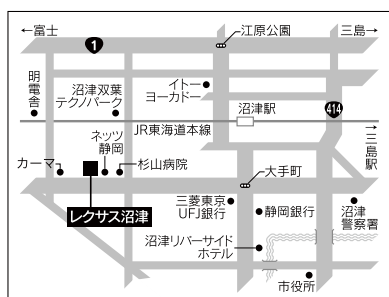 ←富士
1
江原公園
三島→
明電舎
沼津双葉
テクノパーク
イトー
ヨーカドー
沼津駅
414
JR東海道本線
→三島駅
ネッツ
静岡
カーマ
杉山病院
大手町
レクサス沼津
三菱東京
UFJ銀行
静岡銀行
沼津
警察署
沼津リバーサイド
ホテル
市役所